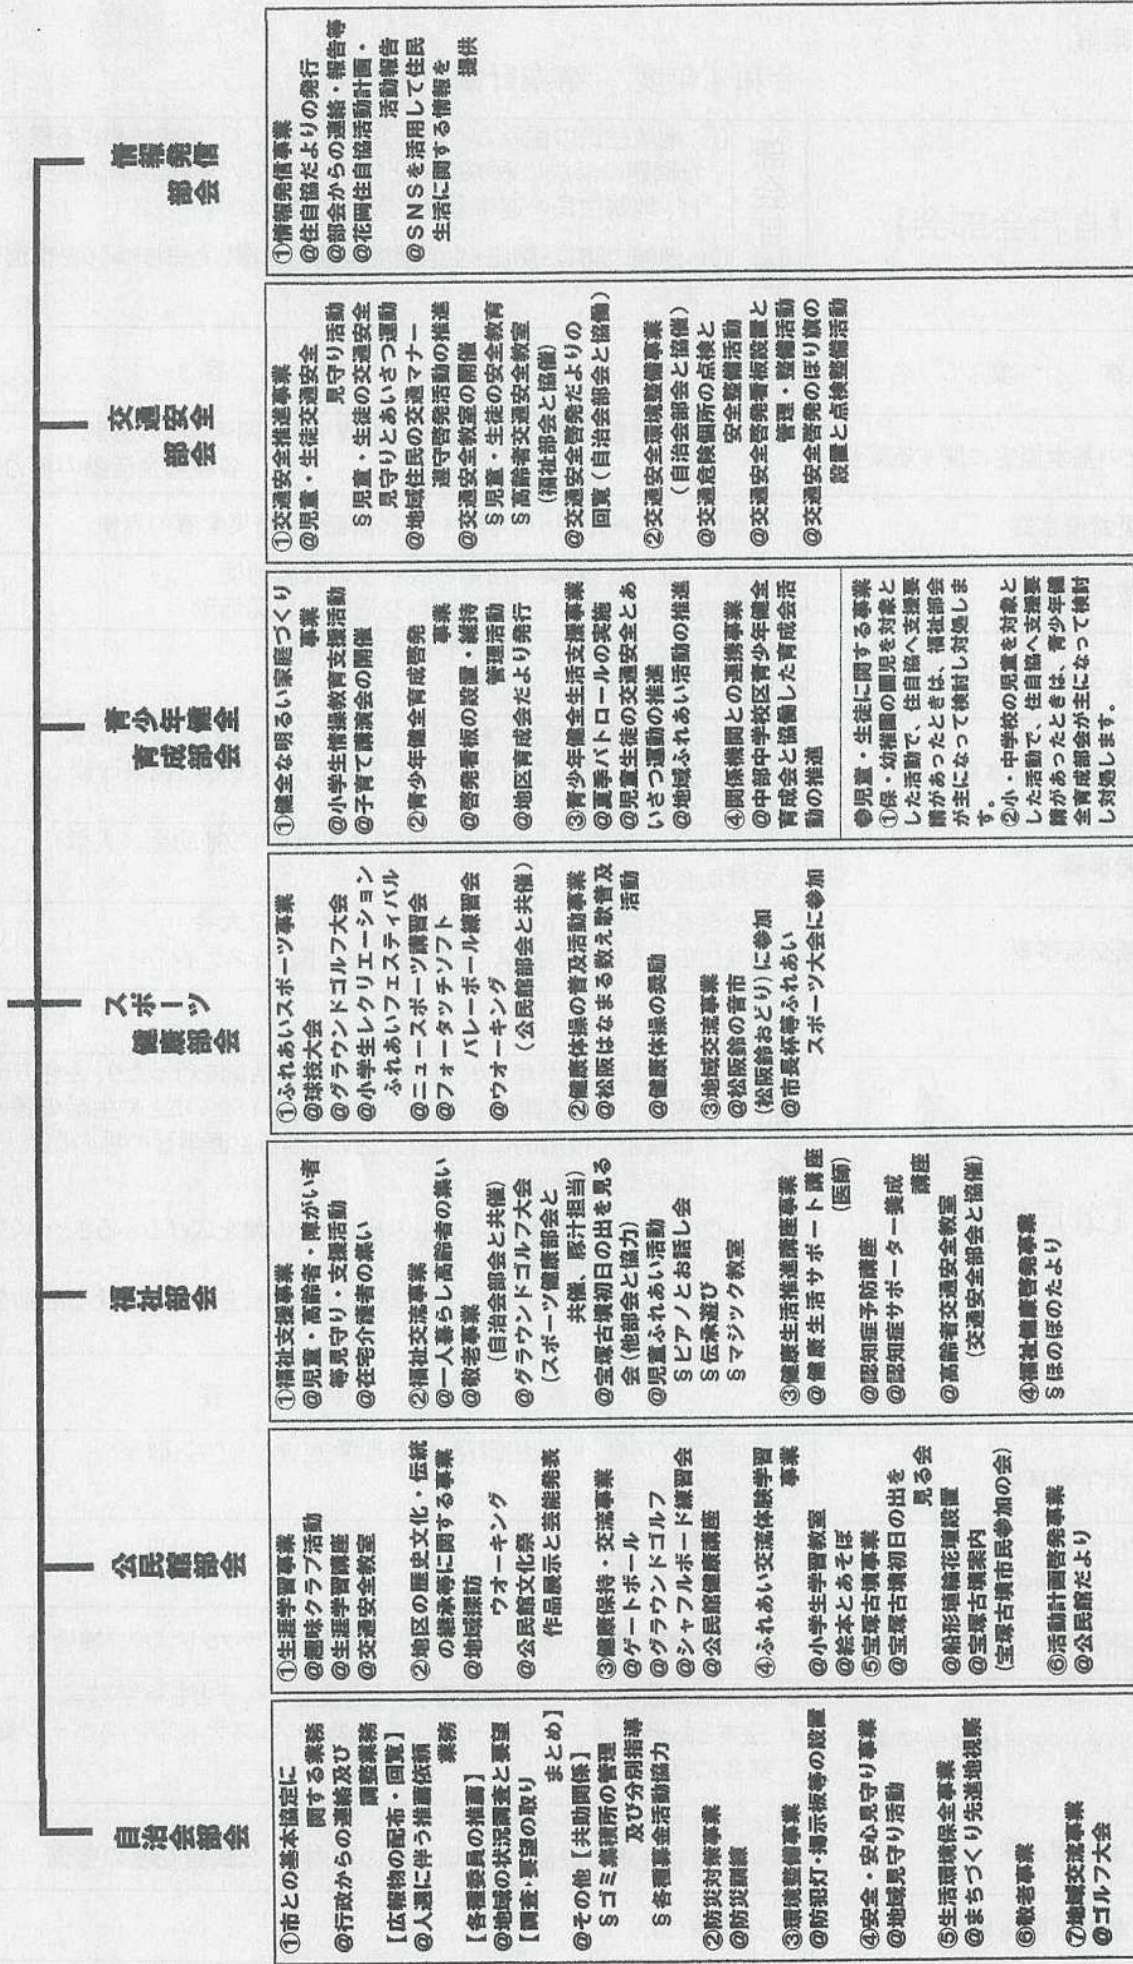 自治会部会
①市との基本協定に
関する業務
@行政からの連絡及び
調整業務
【広報物の配布・回覧】
@人選に伴う推薦依頼
業務
【各種委員の推薦】
@地域の状況調査と要望
【調査・要望の取り
まとめ】
@その他【共助関係】
§ゴミ集積所の管理
及び分別指導
§各種募金活動協力
②防災対策事業
@防災訓練
③環境整備事業
@防犯灯・掲示板等の設置
④安全・安心見守り事業
@地域見守り活動
⑤生活環境保全事業
@まちづくり先進地視察
⑥敬老事業
⑦地域交流事業
@ゴルフ大会
公民館部会
①生涯学習事業
@趣味クラブ活動
@生涯学習講座
@交通安全教室
②地区の歴史文化・伝統
の継承等に関する事業
@地域探訪
ウオーキング
@公民館文化祭
(作品展示と芸能発表)
③健康保持・交流事業
@ゲートボール
@グラウンドゴルフ
@シャフルボード練習会
@公民館健康講座
④ふれあい交流体験学習
事業
@小学生学習教室
@絵本とあそぼ
⑤宝塚古墳事業
@宝塚古墳初日の出を
見る会
@船形埴輪花壇設置
@宝塚古墳案内
(宝塚古墳市民参加の会)
⑥活動計画啓発事業
@公民館だより
福祉部会
①福祉支援事業
@児童・高齢者・障がい者
等見守り・支援活動
@在宅介護者の集い
②福祉交流事業
@一人暮らし高齢者の集い
@敬老事業
(自治会部会と共催)
@グラウンドゴルフ大会
(スポーツ健康部会と
共催、豚汁担当)
@宝塚古墳初日の出を見る
会(他部会と協力)
@児童ふれあい活動
§ピアノとお話し会
§伝承遊び
§マジック教室
③健康生活推進講座事業
@健康生活サポート講座
(医師)
@認知症予防講座
@認知症サポーター養成
講座
@高齢者交通安全教室
(交通安全部会と協催)
④福祉健康啓発事業
§ほのぼのたより
スポーツ
健康部会
①ふれあいスポーツ事業
@球技大会
@グラウンドゴルフ大会
@小学生レクリエーション
ふれあいフェスティバル
@ニュースポーツ講習会
@フォータッチソフト
バレーボール練習会
@ウオーキング
(公民館部会と共催)
②健康体操の普及活動事業
@松阪はなまる数え歌普及
活動
@健康体操の奨励
③地域交流事業
@松阪鈴の音市
(松阪鈴おどり)に参加
@市長杯等ふれあい
スポーツ大会に参加
青少年健全
育成部会
①健全な明るい家庭づくり
事業
@小学生情操教育支援活動
@子育て講演会の開催
②青少年健全育成啓発
事業
@啓発看板の設置・維持
管理活動
@地区育成会だより発行
③青少年健全生活支援事業
@夏季パトロールの実施
@児童生徒の交通安全とあ
いさつ運動の推進
@地域ふれあい活動の推進
④関係機関との連携事業
@中部中学校区青少年健全
育成会と協働した育成会活
動の推進
◎児童・生徒に関する事業
①保・幼稚園の園児を対象と
した活動で、住自協へ支援要
請があったときは、福祉部会
が主になって検討し対処しま
す。
②小・中学校の児童を対象と
した活動で、住自協へ支援要
請があったときは、青少年健
全育成部会が主になって検討
し対処します。
交通安全
部会
①交通安全推進事業
@児童・生徒交通安全
見守り活動
§児童・生徒の交通安全
見守りとあいさつ運動
@地域住民の交通マナー
遵守啓発活動の推進
@交通安全教室の開催
§児童・生徒の安全教育
§高齢者交通安全教室
(福祉部会と協催)
@交通安全啓発だよりの
回覧(自治会部会と協働)
②交通安全環境整備事業
(自治会部会と協催)
@交通危険個所の点検と
安全整備活動
@交通安全啓発看板設置と
管理・整備活動
@交通安全啓発のぼり旗の
設置と点検整備活動
情報発信
部会
①情報発信事業
@住自協だよりの発行
@部会からの連絡・報告等
@花岡住自協活動計画・
活動報告
@SNSを活用して住民
生活に関する情報を
提供